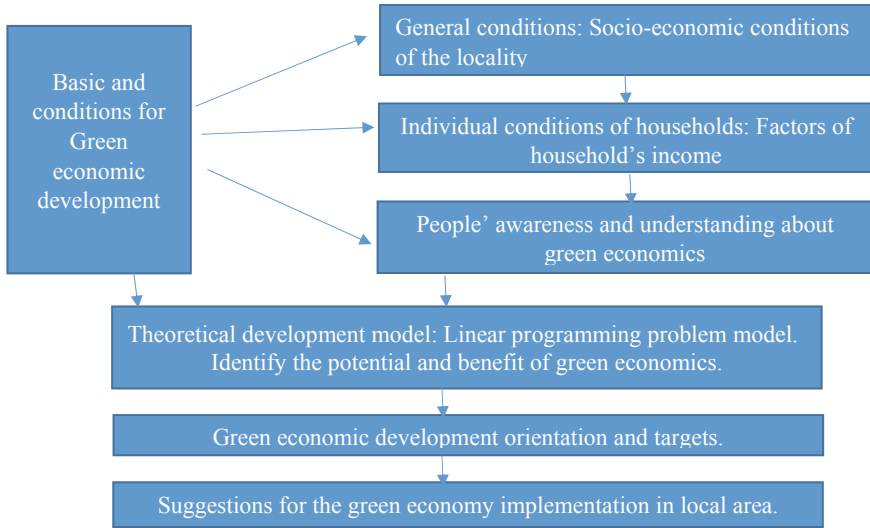 Basic and
conditions for
Green
economic
development
General conditions: Socio-economic conditions
of the locality
Individual conditions of households: Factors of
household’s income
People’ awareness and understanding about
green economics
Theoretical development model: Linear programming problem model.
Identify the potential and benefit of green economics.
Green economic development orientation and targets.
Suggestions for the green economy implementation in local area.